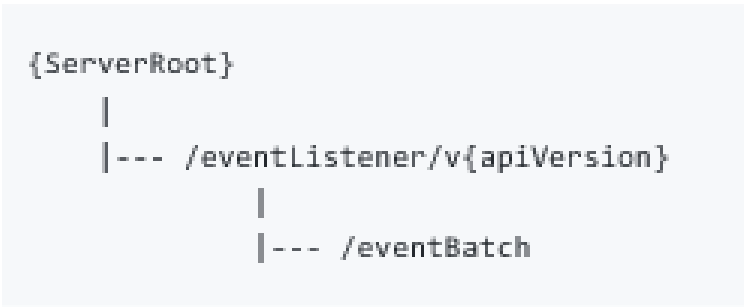 {ServerRoot}
|
|--- /eventListener/v{apiVersion}
|
|--- /eventBatch